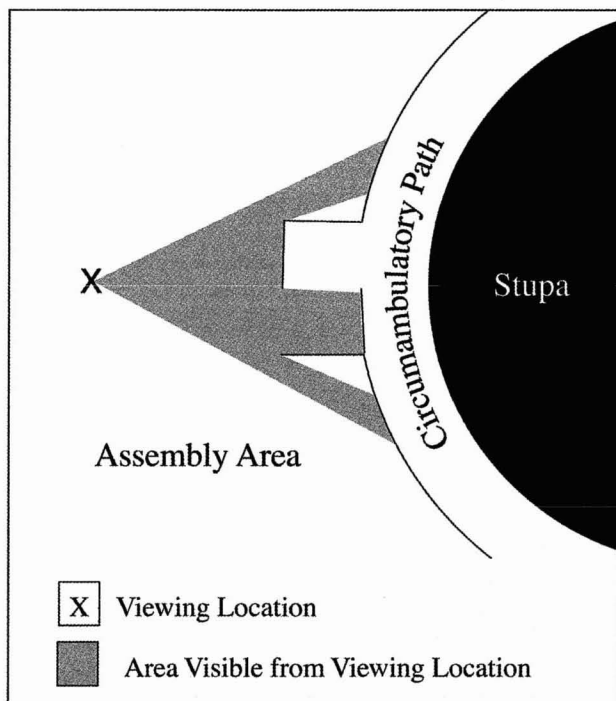 Circumambulatory Path
Stupa
X
Assembly Area
X Viewing Location
Area Visible from Viewing Location